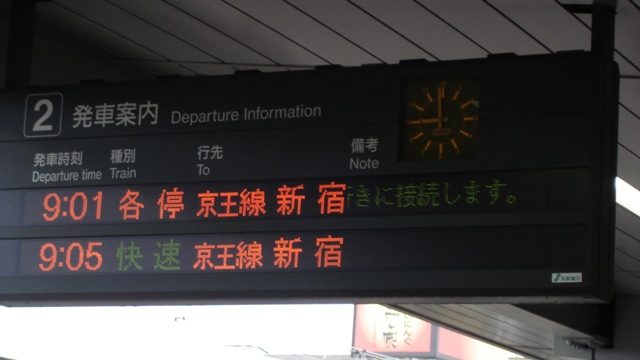 2 発車案内 Departure Information
発車時刻 種別 行先 備考
Departure time Train To Note
9:01 各停 京王線新宿 行きに接続します。
9:05 快速 京王線新宿